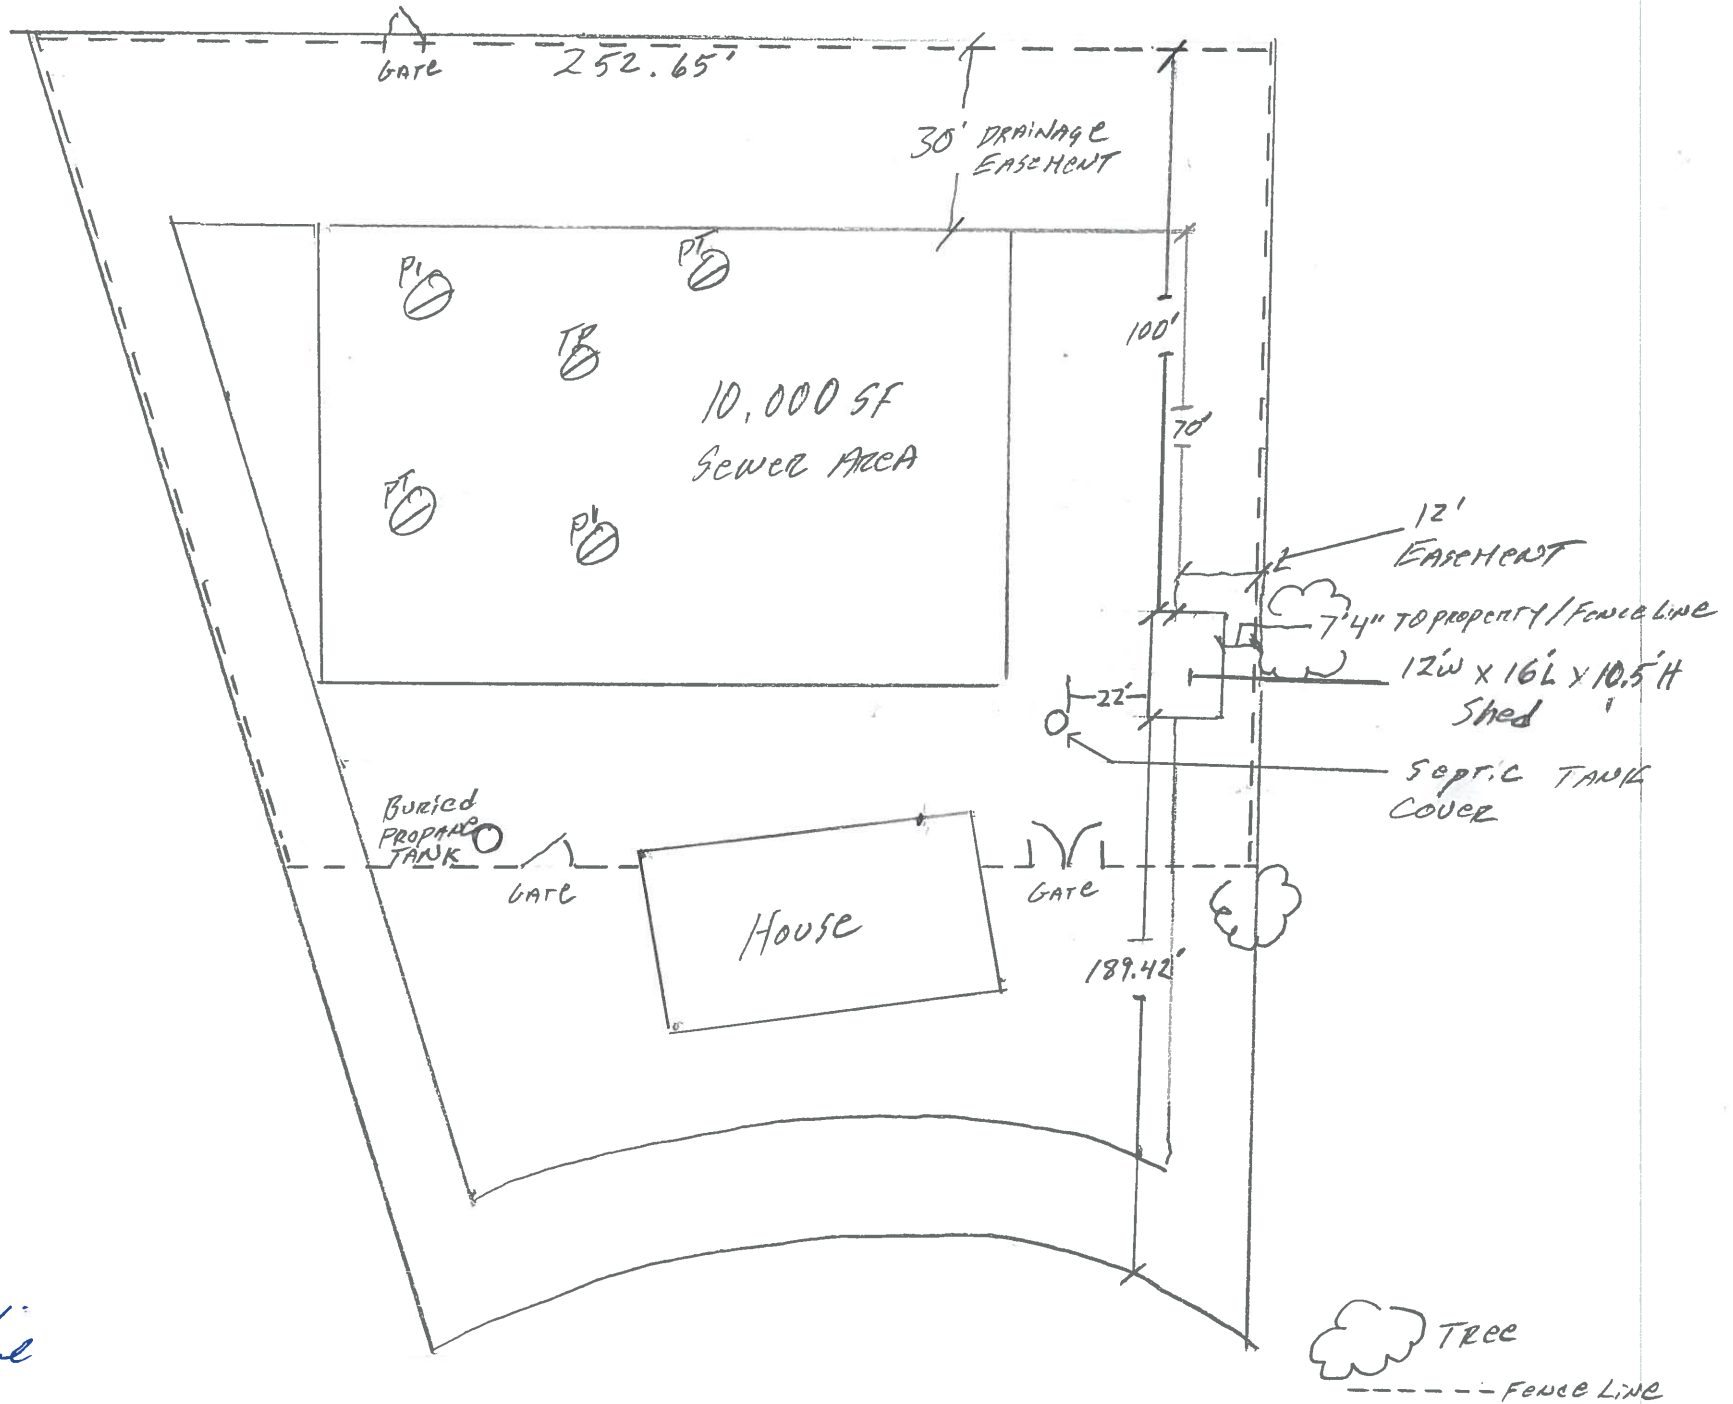 GATE
252.65'
30' DRAINAGE
EASEMENT
P1
PT
TP
100'
10,000 SF
Sewer AREA
70'
PT
P1
12'
EASEMENT
7'4" TO PROPERTY / FENCE LINE
12'W x 16'L x 10.5'H
Shed
22'
SEPTIC TANK
COVER
Buried
PROPANE
TANK
GATE
GATE
House
189.42'
TREE
FENCE LINE